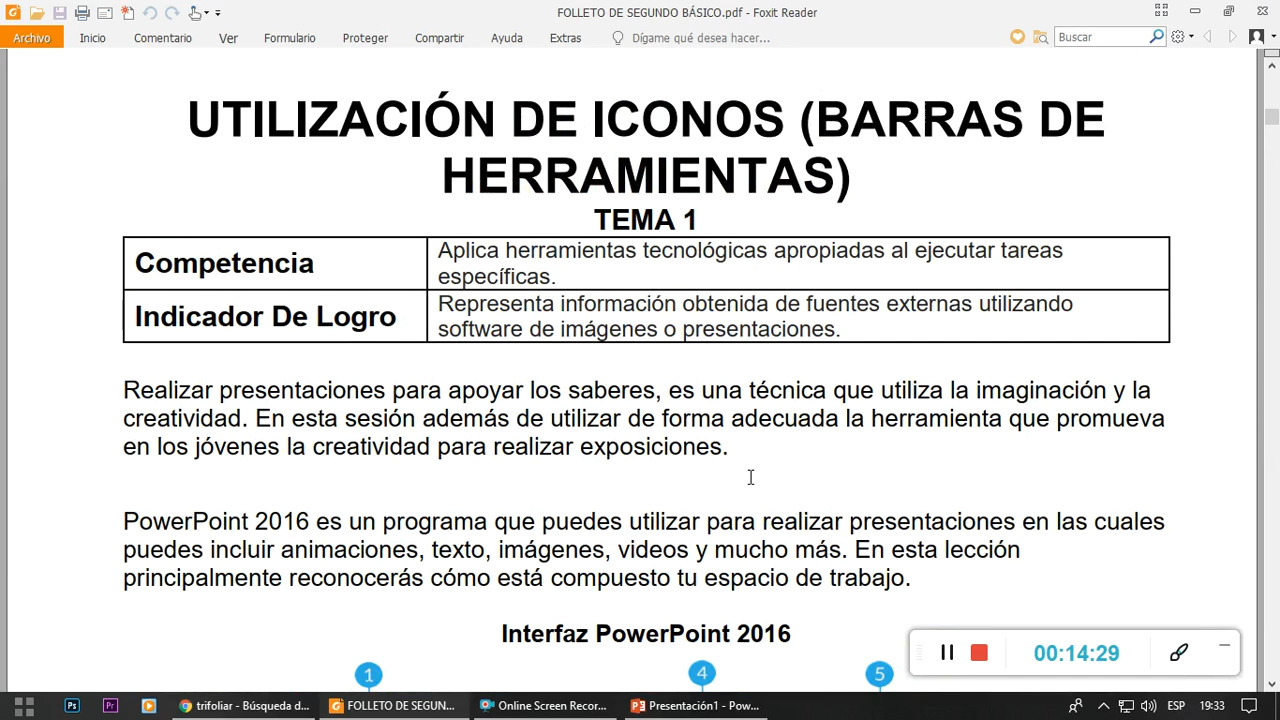 FOLLETO DE SEGUNDO BÁSICO.pdf - Foxit Reader
Archivo Inicio Comentario Ver Formulario Proteger Compartir Ayuda Extras Dígame qué desea hacer... Buscar
UTILIZACIÓN DE ICONOS (BARRAS DE
HERRAMIENTAS)
TEMA 1
Competencia
Aplica herramientas tecnológicas apropiadas al ejecutar tareas
específicas.
Indicador De Logro
Representa información obtenida de fuentes externas utilizando
software de imágenes o presentaciones.
Realizar presentaciones para apoyar los saberes, es una técnica que utiliza la imaginación y la
creatividad. En esta sesión además de utilizar de forma adecuada la herramienta que promueva
en los jóvenes la creatividad para realizar exposiciones.
PowerPoint 2016 es un programa que puedes utilizar para realizar presentaciones en las cuales
puedes incluir animaciones, texto, imágenes, videos y mucho más. En esta lección
principalmente reconocerás cómo está compuesto tu espacio de trabajo.
Interfaz PowerPoint 2016
1 4 5
00:14:29
Ps Pr trifoliar - Búsqueda d... FOLLETO DE SEGUN... Online Screen Recor... Presentación1 - Pow... ESP 19:33